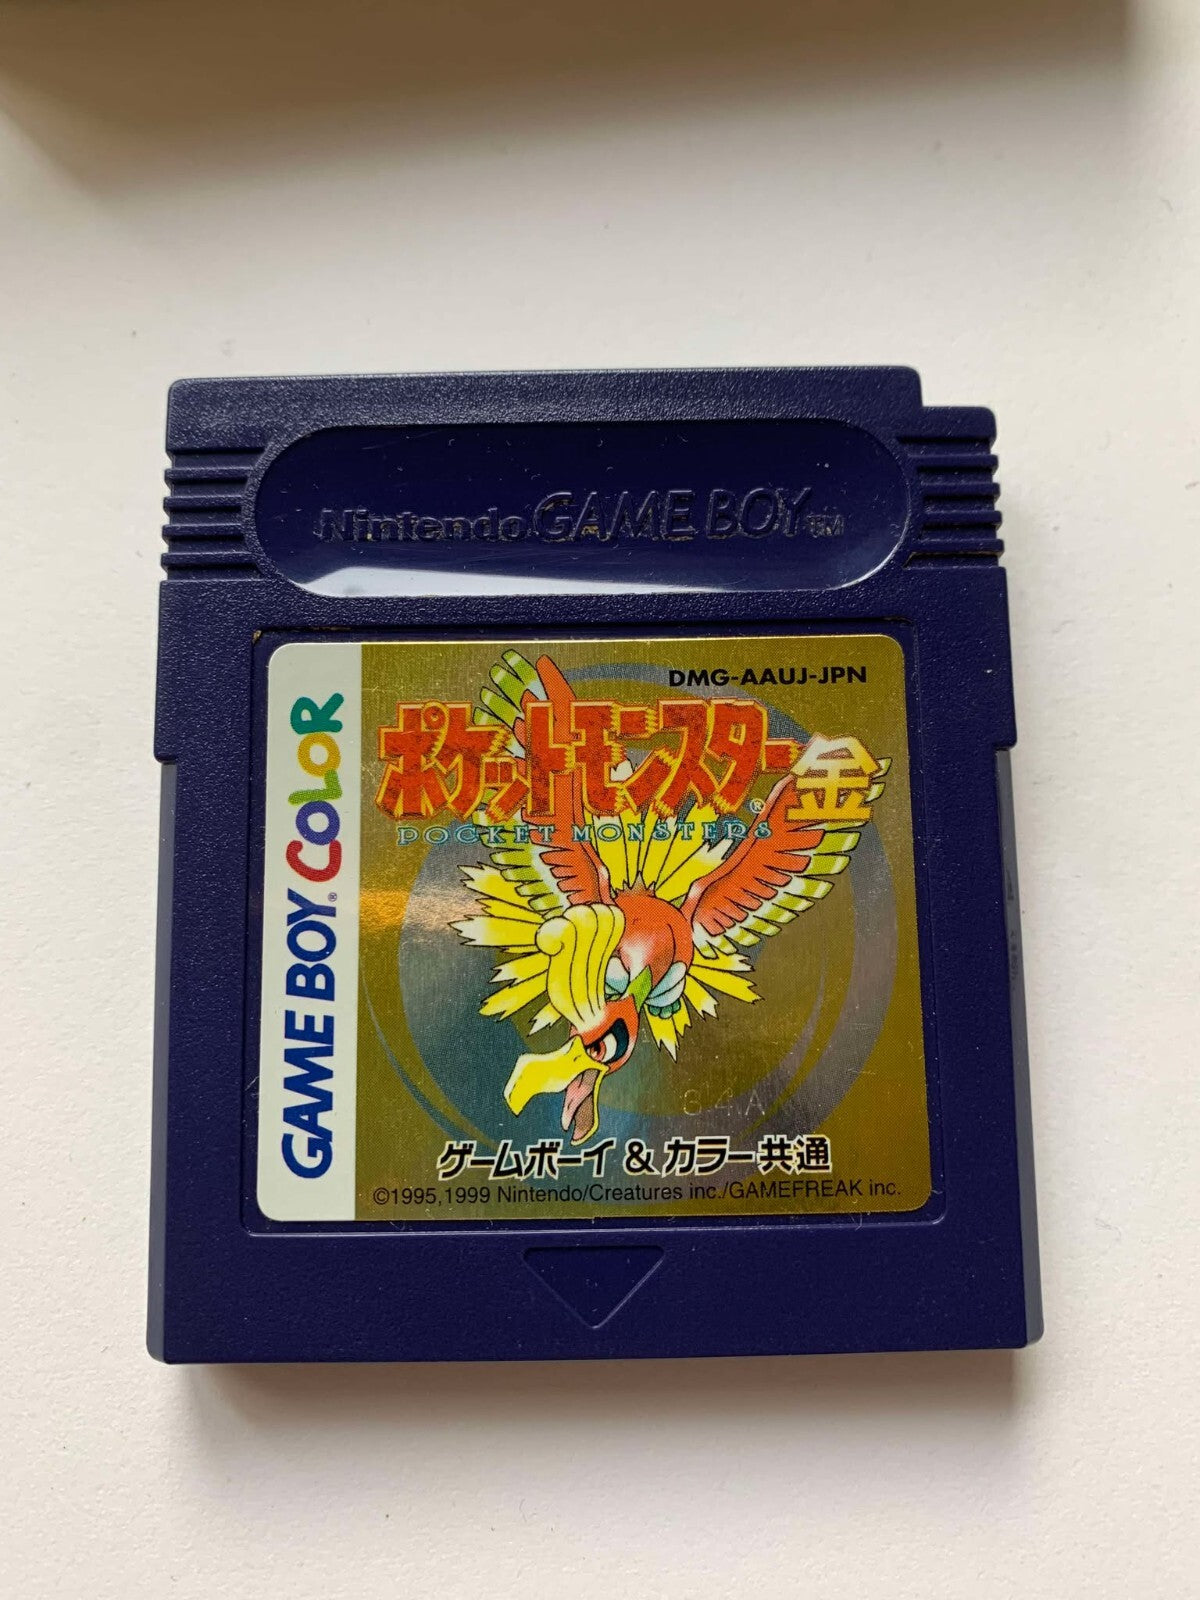 Nintendo GAME BOY™
DMG-AAUJ-JPN
ポケットモンスター® 金
POCKET MONSTERS
GAME BOY® COLOR
34A
ゲームボーイ & カラー共通
©1995,1999 Nintendo/Creatures inc./GAMEFREAK inc.